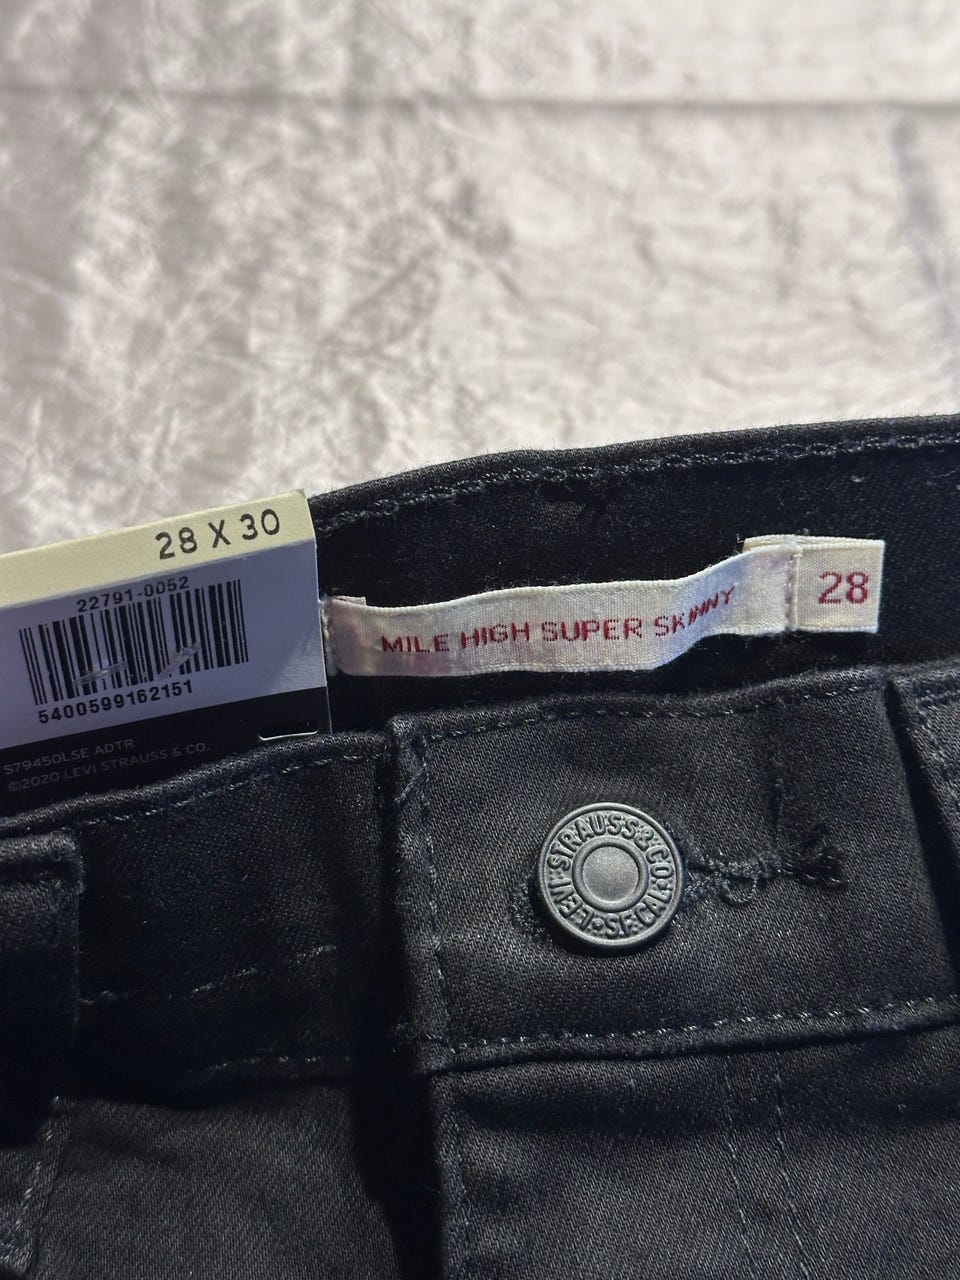 28 X 30
22791-0052
5400599162151
S79450LSE ADTR
©2020 LEVI STRAUSS & CO.
MILE HIGH SUPER SKINNY
28
LEVI STRAUSS & CO. S.F. CAL